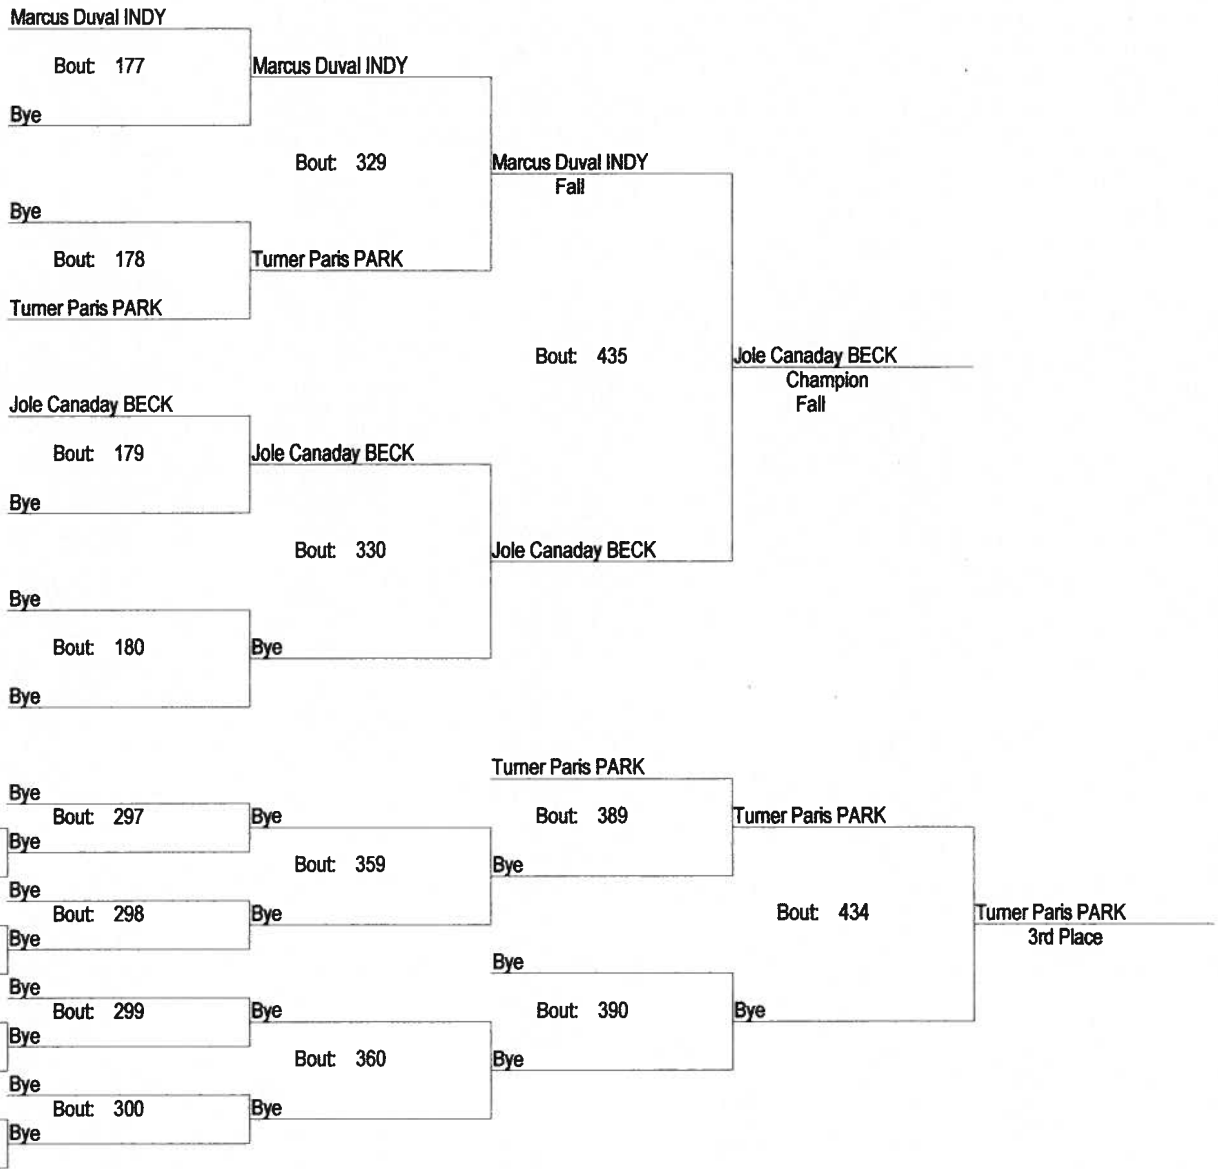 Marcus Duval INDY
Bout: 177
Marcus Duval INDY
Bye
Bout: 329
Marcus Duval INDY
Fall
Bye
Bout: 178
Turner Paris PARK
Turner Paris PARK
Bout: 435
Jole Canaday BECK
Champion
Fall
Jole Canaday BECK
Bout: 179
Jole Canaday BECK
Bye
Bout: 330
Jole Canaday BECK
Bye
Bout: 180
Bye
Bye
Turner Paris PARK
Bye
Bout: 297
Bye
Bout: 389
Turner Paris PARK
Bye
Bout: 359
Bye
Bye
Bout: 298
Bye
Bout: 434
Turner Paris PARK
Bye
3rd Place
Bye
Bye
Bout: 299
Bye
Bout: 390
Bye
Bye
Bout: 360
Bye
Bye
Bout: 300
Bye
Bye